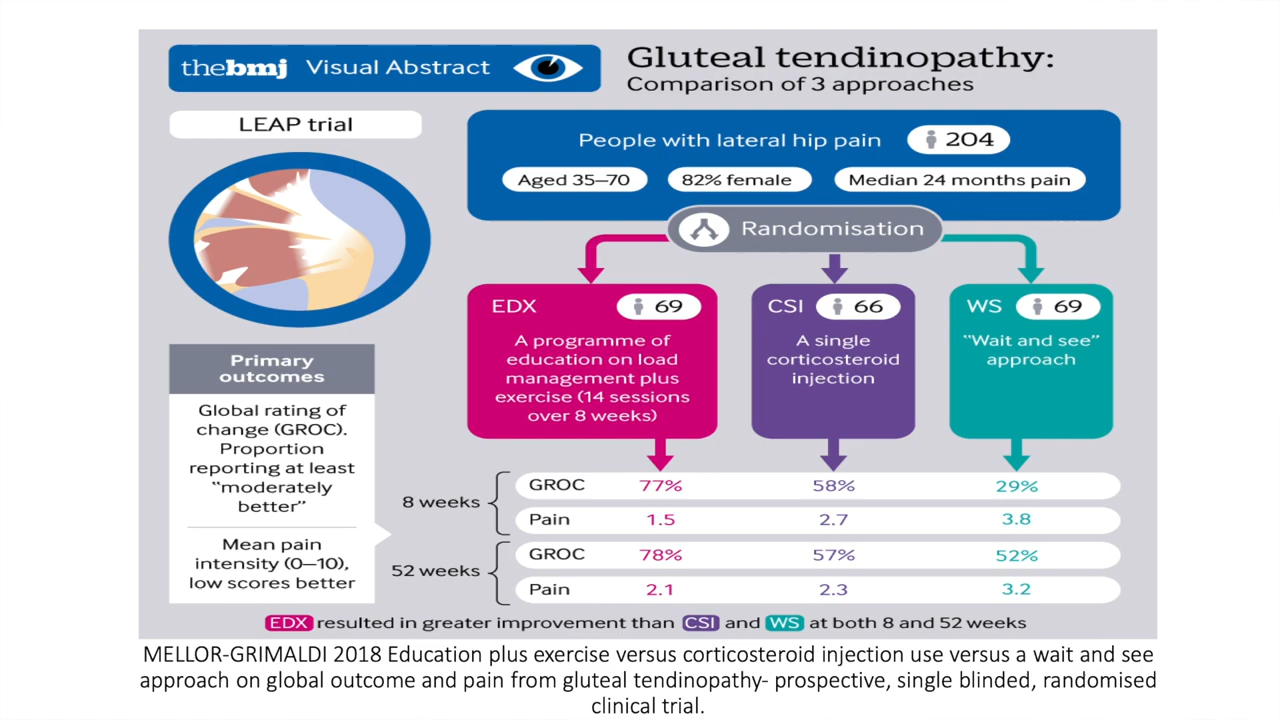 thebmj Visual Abstract
Gluteal tendinopathy:
Comparison of 3 approaches
LEAP trial
People with lateral hip pain 204
Aged 35–70 82% female Median 24 months pain
Randomisation
EDX 69
A programme of
education on load
management plus
exercise (14 sessions
over 8 weeks)
CSI 66
A single
corticosteroid
injection
WS 69
“Wait and see”
approach
Primary
outcomes
Global rating of
change (GROC).
Proportion
reporting at least
“moderately
better”
Mean pain
intensity (0–10),
low scores better
8 weeks
GROC 77% 58% 29%
Pain 1.5 2.7 3.8
52 weeks
GROC 78% 57% 52%
Pain 2.1 2.3 3.2
EDX resulted in greater improvement than CSI and WS at both 8 and 52 weeks
MELLOR-GRIMALDI 2018 Education plus exercise versus corticosteroid injection use versus a wait and see
approach on global outcome and pain from gluteal tendinopathy- prospective, single blinded, randomised
clinical trial.